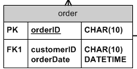 order
PK orderID CHAR(10)
FK1 customerID CHAR(10)
orderDate DATETIME